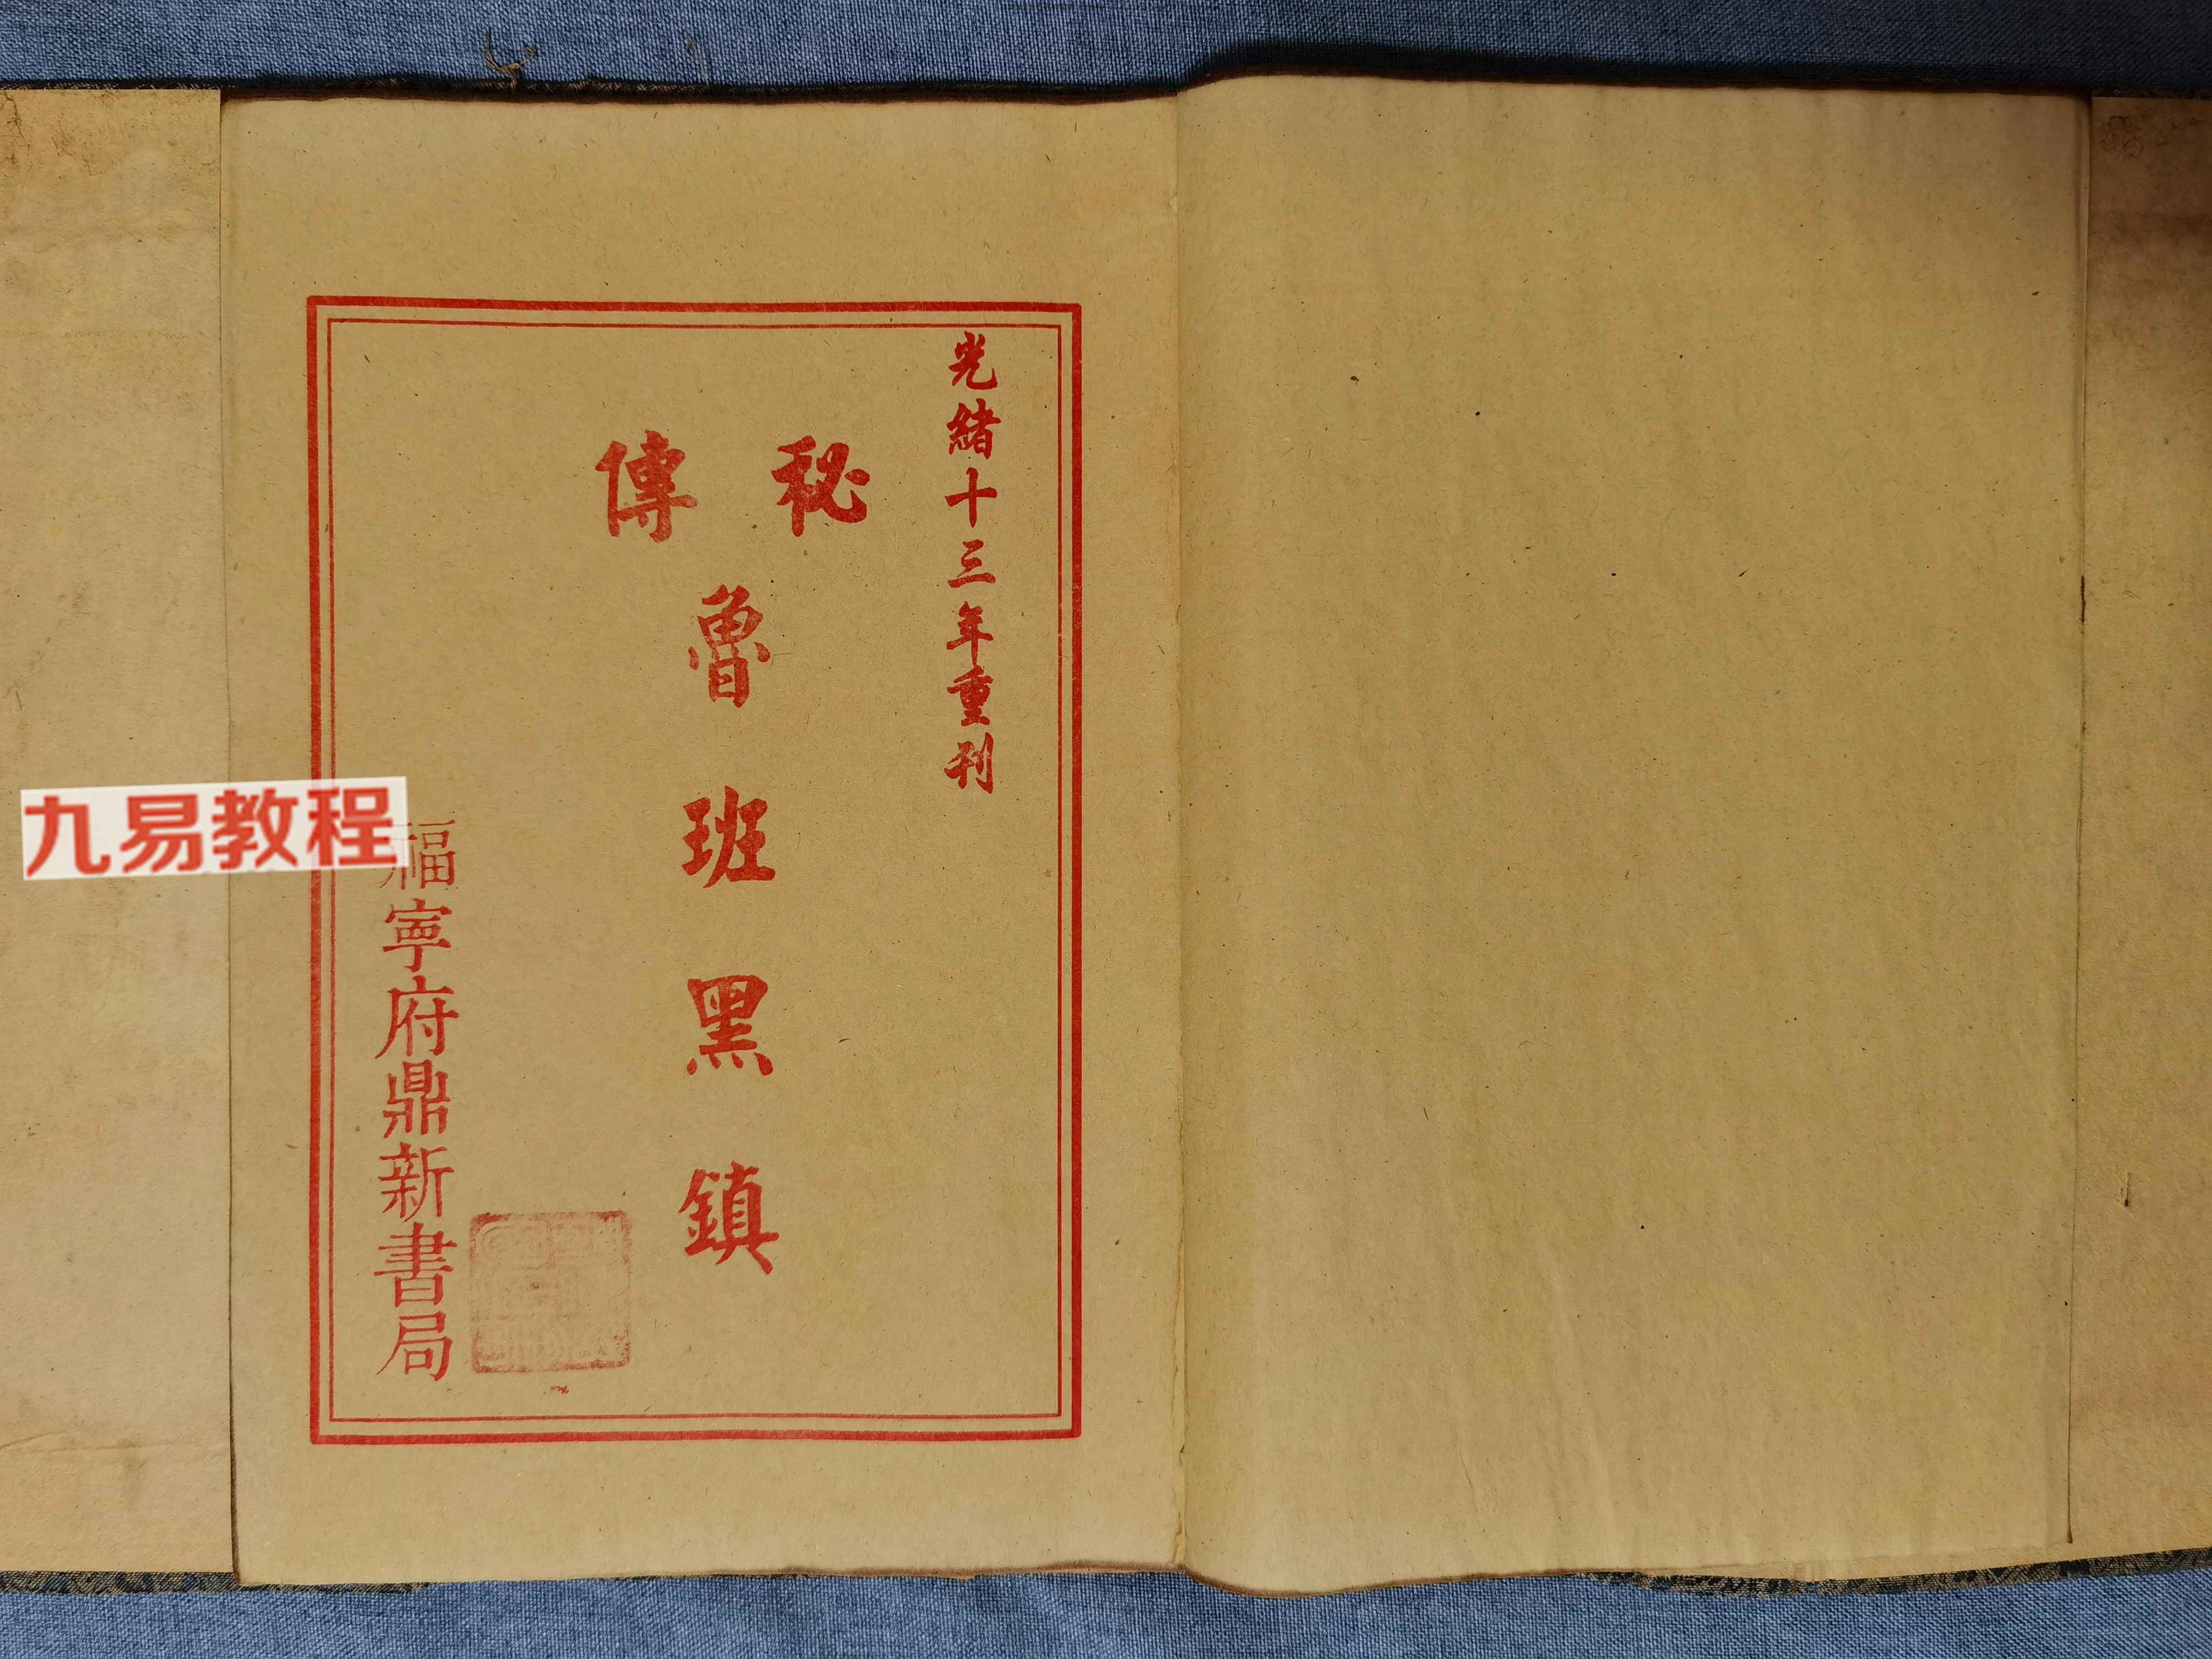 光緒十三年重刊
秘傳
魯班黑鎮
福寧府鼎新書局
九易教程